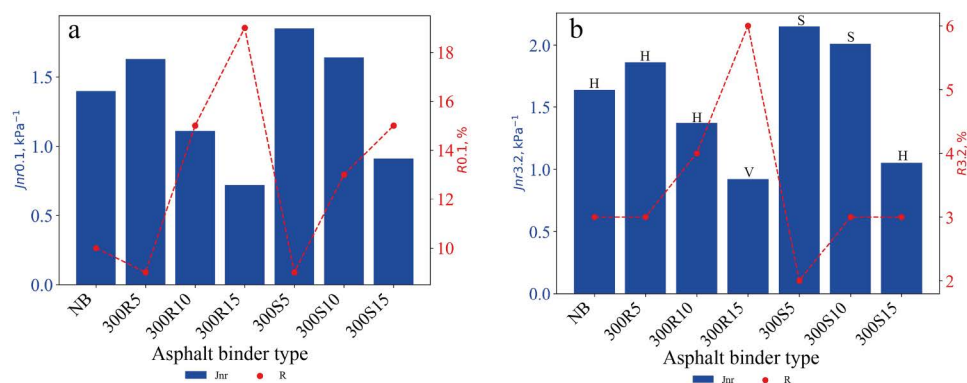 a
Jnr0.1, kPa⁻¹
1.5
1.0
0.5
0.0
18
16
14
12
10
R0.1, %
NB
300R5
300R10
300R15
300S5
300S10
300S15
Asphalt binder type
Jnr
R
b
Jnr3.2, kPa⁻¹
2.0
1.5
1.0
0.5
0.0
H
H
H
V
S
S
H
6
5
4
3
2
R3.2, %
NB
300R5
300R10
300R15
300S5
300S10
300S15
Asphalt binder type
Jnr
R